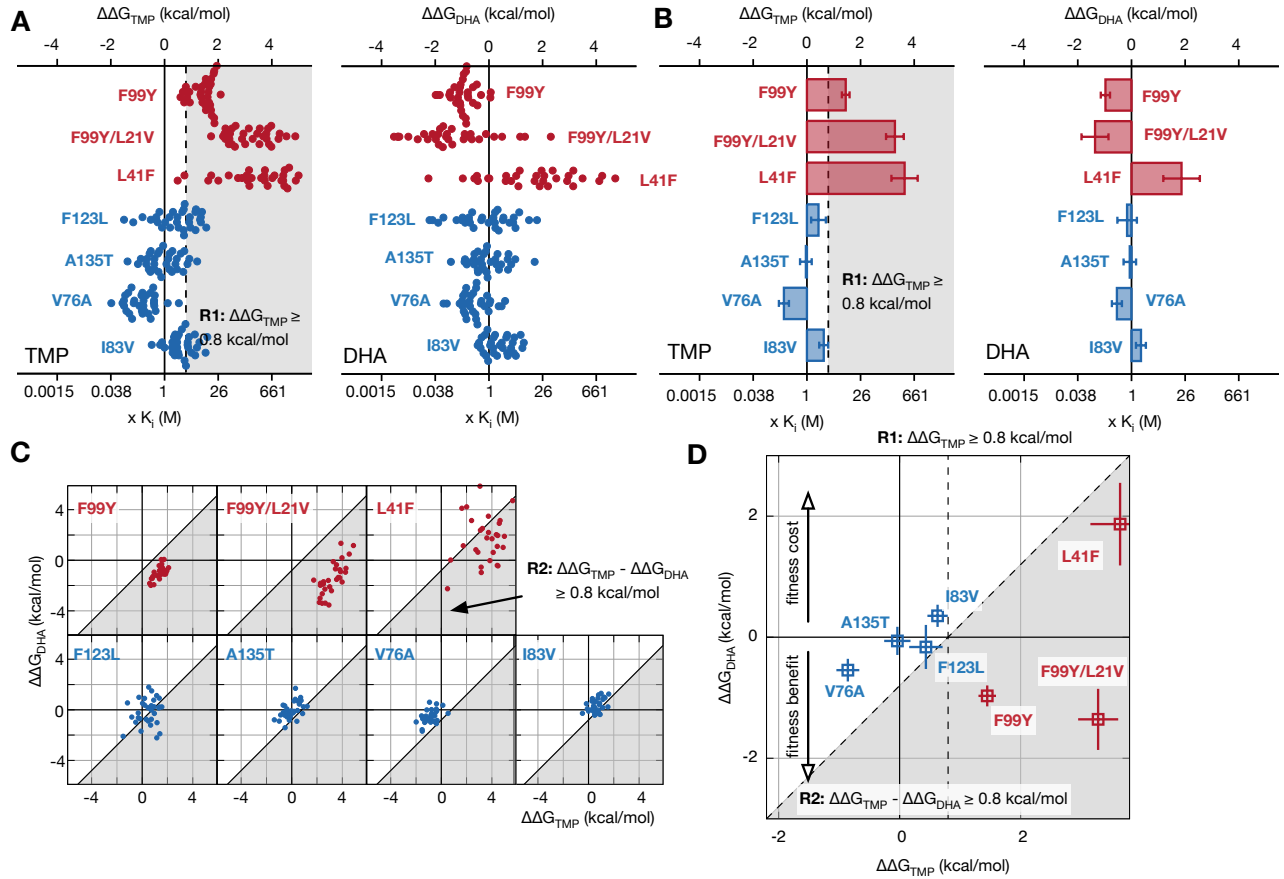 A
ΔΔG_TMP (kcal/mol)
-4 -2 0 2 4
F99Y
F99Y/L21V
L41F
F123L
A135T
V76A
I83V
R1: ΔΔG_TMP ≥
0.8 kcal/mol
TMP
0.0015 0.038 1 26 661
x K_i (M)
ΔΔG_DHA (kcal/mol)
-4 -2 0 2 4
F99Y
F99Y/L21V
L41F
F123L
A135T
V76A
I83V
DHA
0.0015 0.038 1 26 661
x K_i (M)
B
ΔΔG_TMP (kcal/mol)
-4 -2 0 2 4
F99Y
F99Y/L21V
L41F
F123L
A135T
V76A
I83V
R1: ΔΔG_TMP ≥
0.8 kcal/mol
TMP
0.0015 0.038 1 26 661
x K_i (M)
ΔΔG_DHA (kcal/mol)
-4 -2 0 2 4
F99Y
F99Y/L21V
L41F
F123L
A135T
V76A
I83V
DHA
0.0015 0.038 1 26 661
x K_i (M)
C
ΔΔG_DHA (kcal/mol)
4
0
-4
F99Y
F99Y/L21V
L41F
R2: ΔΔG_TMP - ΔΔG_DHA
≥ 0.8 kcal/mol
4
0
-4
F123L
A135T
V76A
I83V
-4 0 4
-4 0 4
-4 0 4
-4 0 4
ΔΔG_TMP (kcal/mol)
D
R1: ΔΔG_TMP ≥ 0.8 kcal/mol
ΔΔG_DHA (kcal/mol)
2
0
-2
fitness cost
fitness benefit
L41F
I83V
A135T
F123L
F99Y/L21V
V76A
F99Y
R2: ΔΔG_TMP - ΔΔG_DHA ≥ 0.8 kcal/mol
-2 0 2
ΔΔG_TMP (kcal/mol)